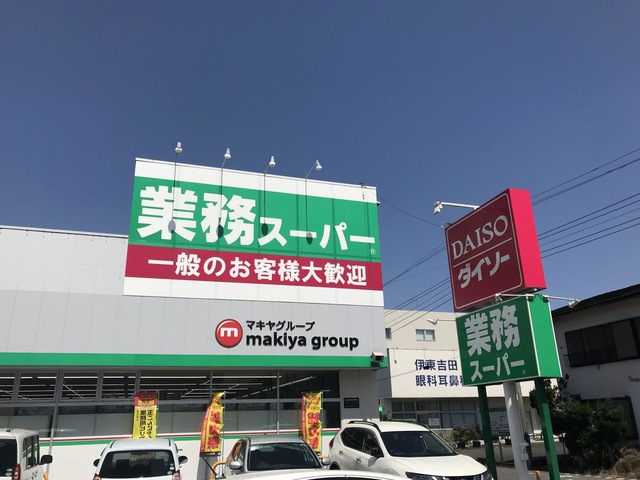 業務スーパー
一般のお客様大歓迎
マキヤグループ
makiya group
DAISO
ダイソー
業務
スーパー
伊東吉田
眼科耳鼻